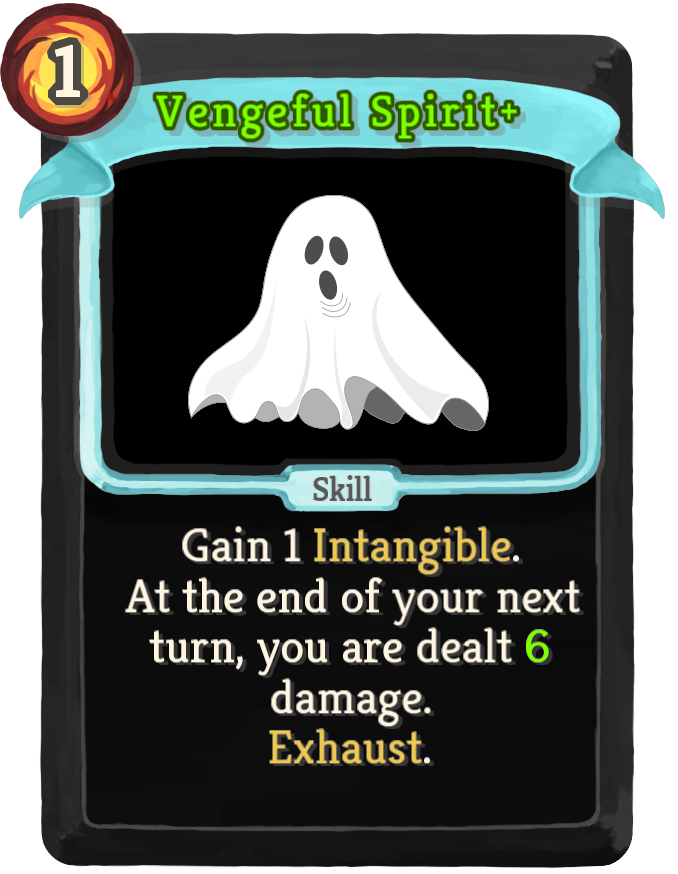 1
Vengeful Spirit+
Skill
Gain 1 Intangible.
At the end of your next
turn, you are dealt 6
damage.
Exhaust.